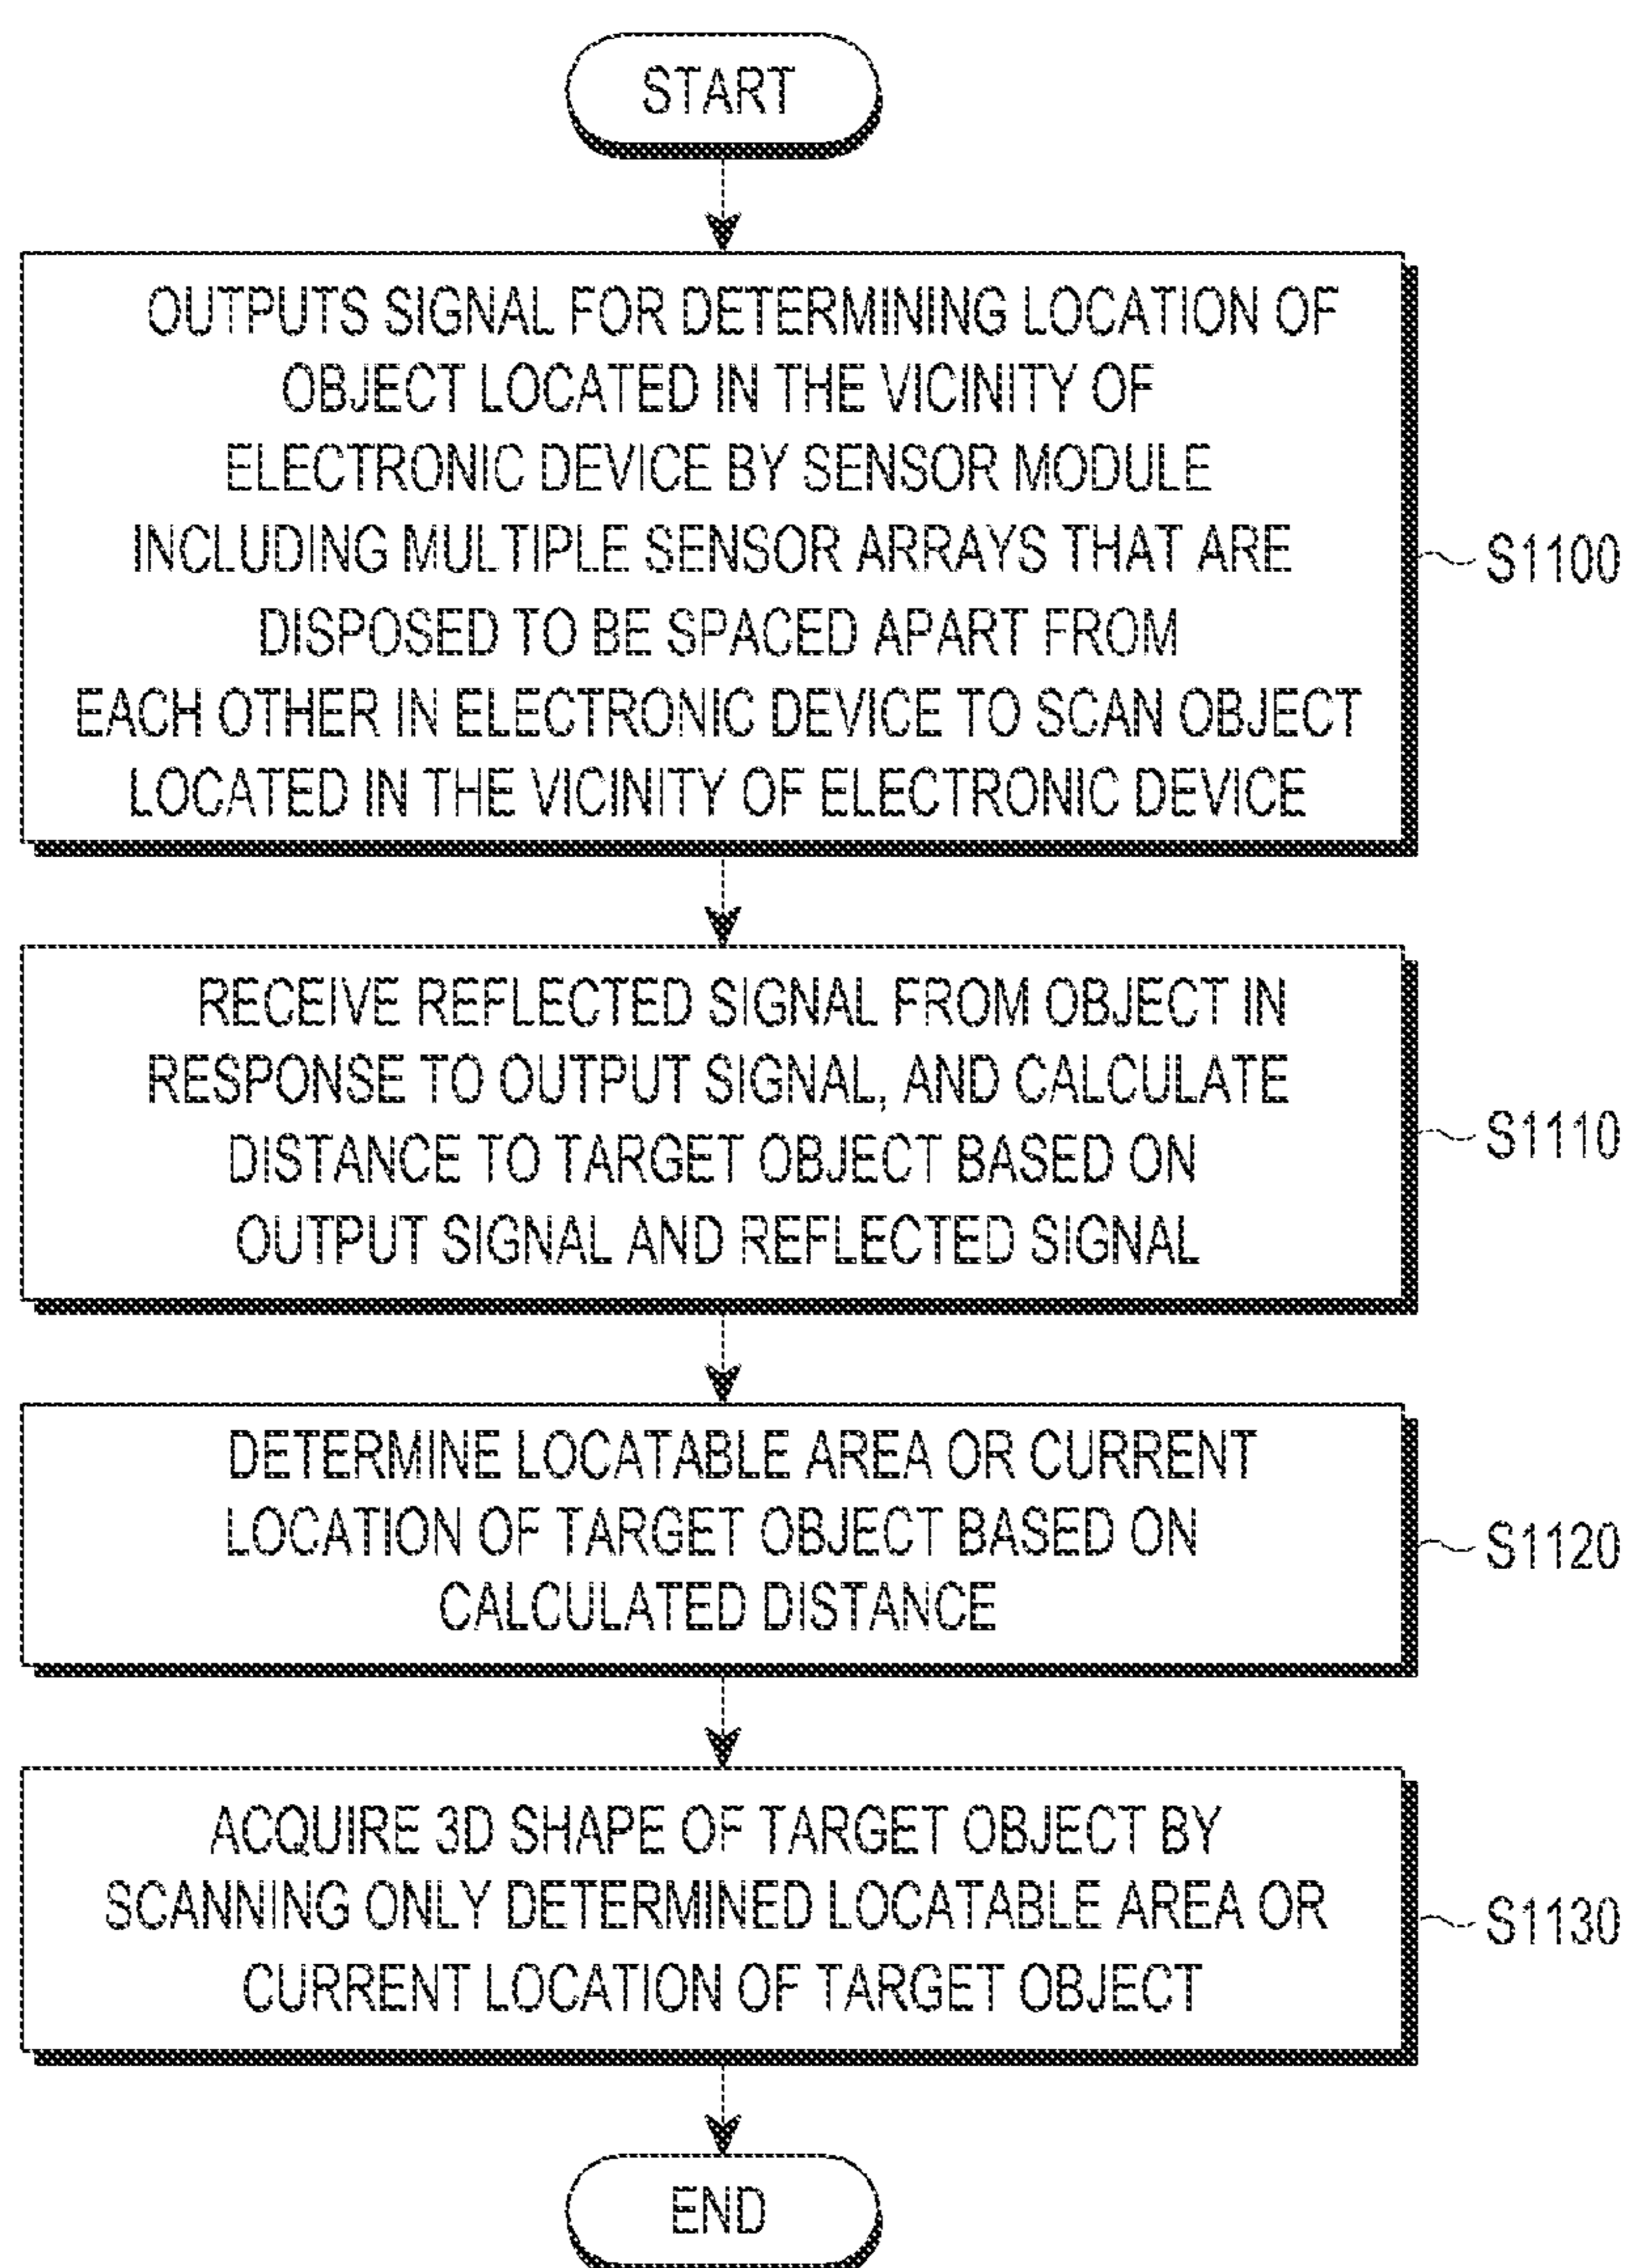 START
OUTPUTS SIGNAL FOR DETERMINING LOCATION OF
OBJECT LOCATED IN THE VICINITY OF
ELECTRONIC DEVICE BY SENSOR MODULE
INCLUDING MULTIPLE SENSOR ARRAYS THAT ARE
DISPOSED TO BE SPACED APART FROM
EACH OTHER IN ELECTRONIC DEVICE TO SCAN OBJECT
LOCATED IN THE VICINITY OF ELECTRONIC DEVICE
S1100
RECEIVE REFLECTED SIGNAL FROM OBJECT IN
RESPONSE TO OUTPUT SIGNAL, AND CALCULATE
DISTANCE TO TARGET OBJECT BASED ON
OUTPUT SIGNAL AND REFLECTED SIGNAL
S1110
DETERMINE LOCATABLE AREA OR CURRENT
LOCATION OF TARGET OBJECT BASED ON
CALCULATED DISTANCE
S1120
ACQUIRE 3D SHAPE OF TARGET OBJECT BY
SCANNING ONLY DETERMINED LOCATABLE AREA OR
CURRENT LOCATION OF TARGET OBJECT
S1130
END